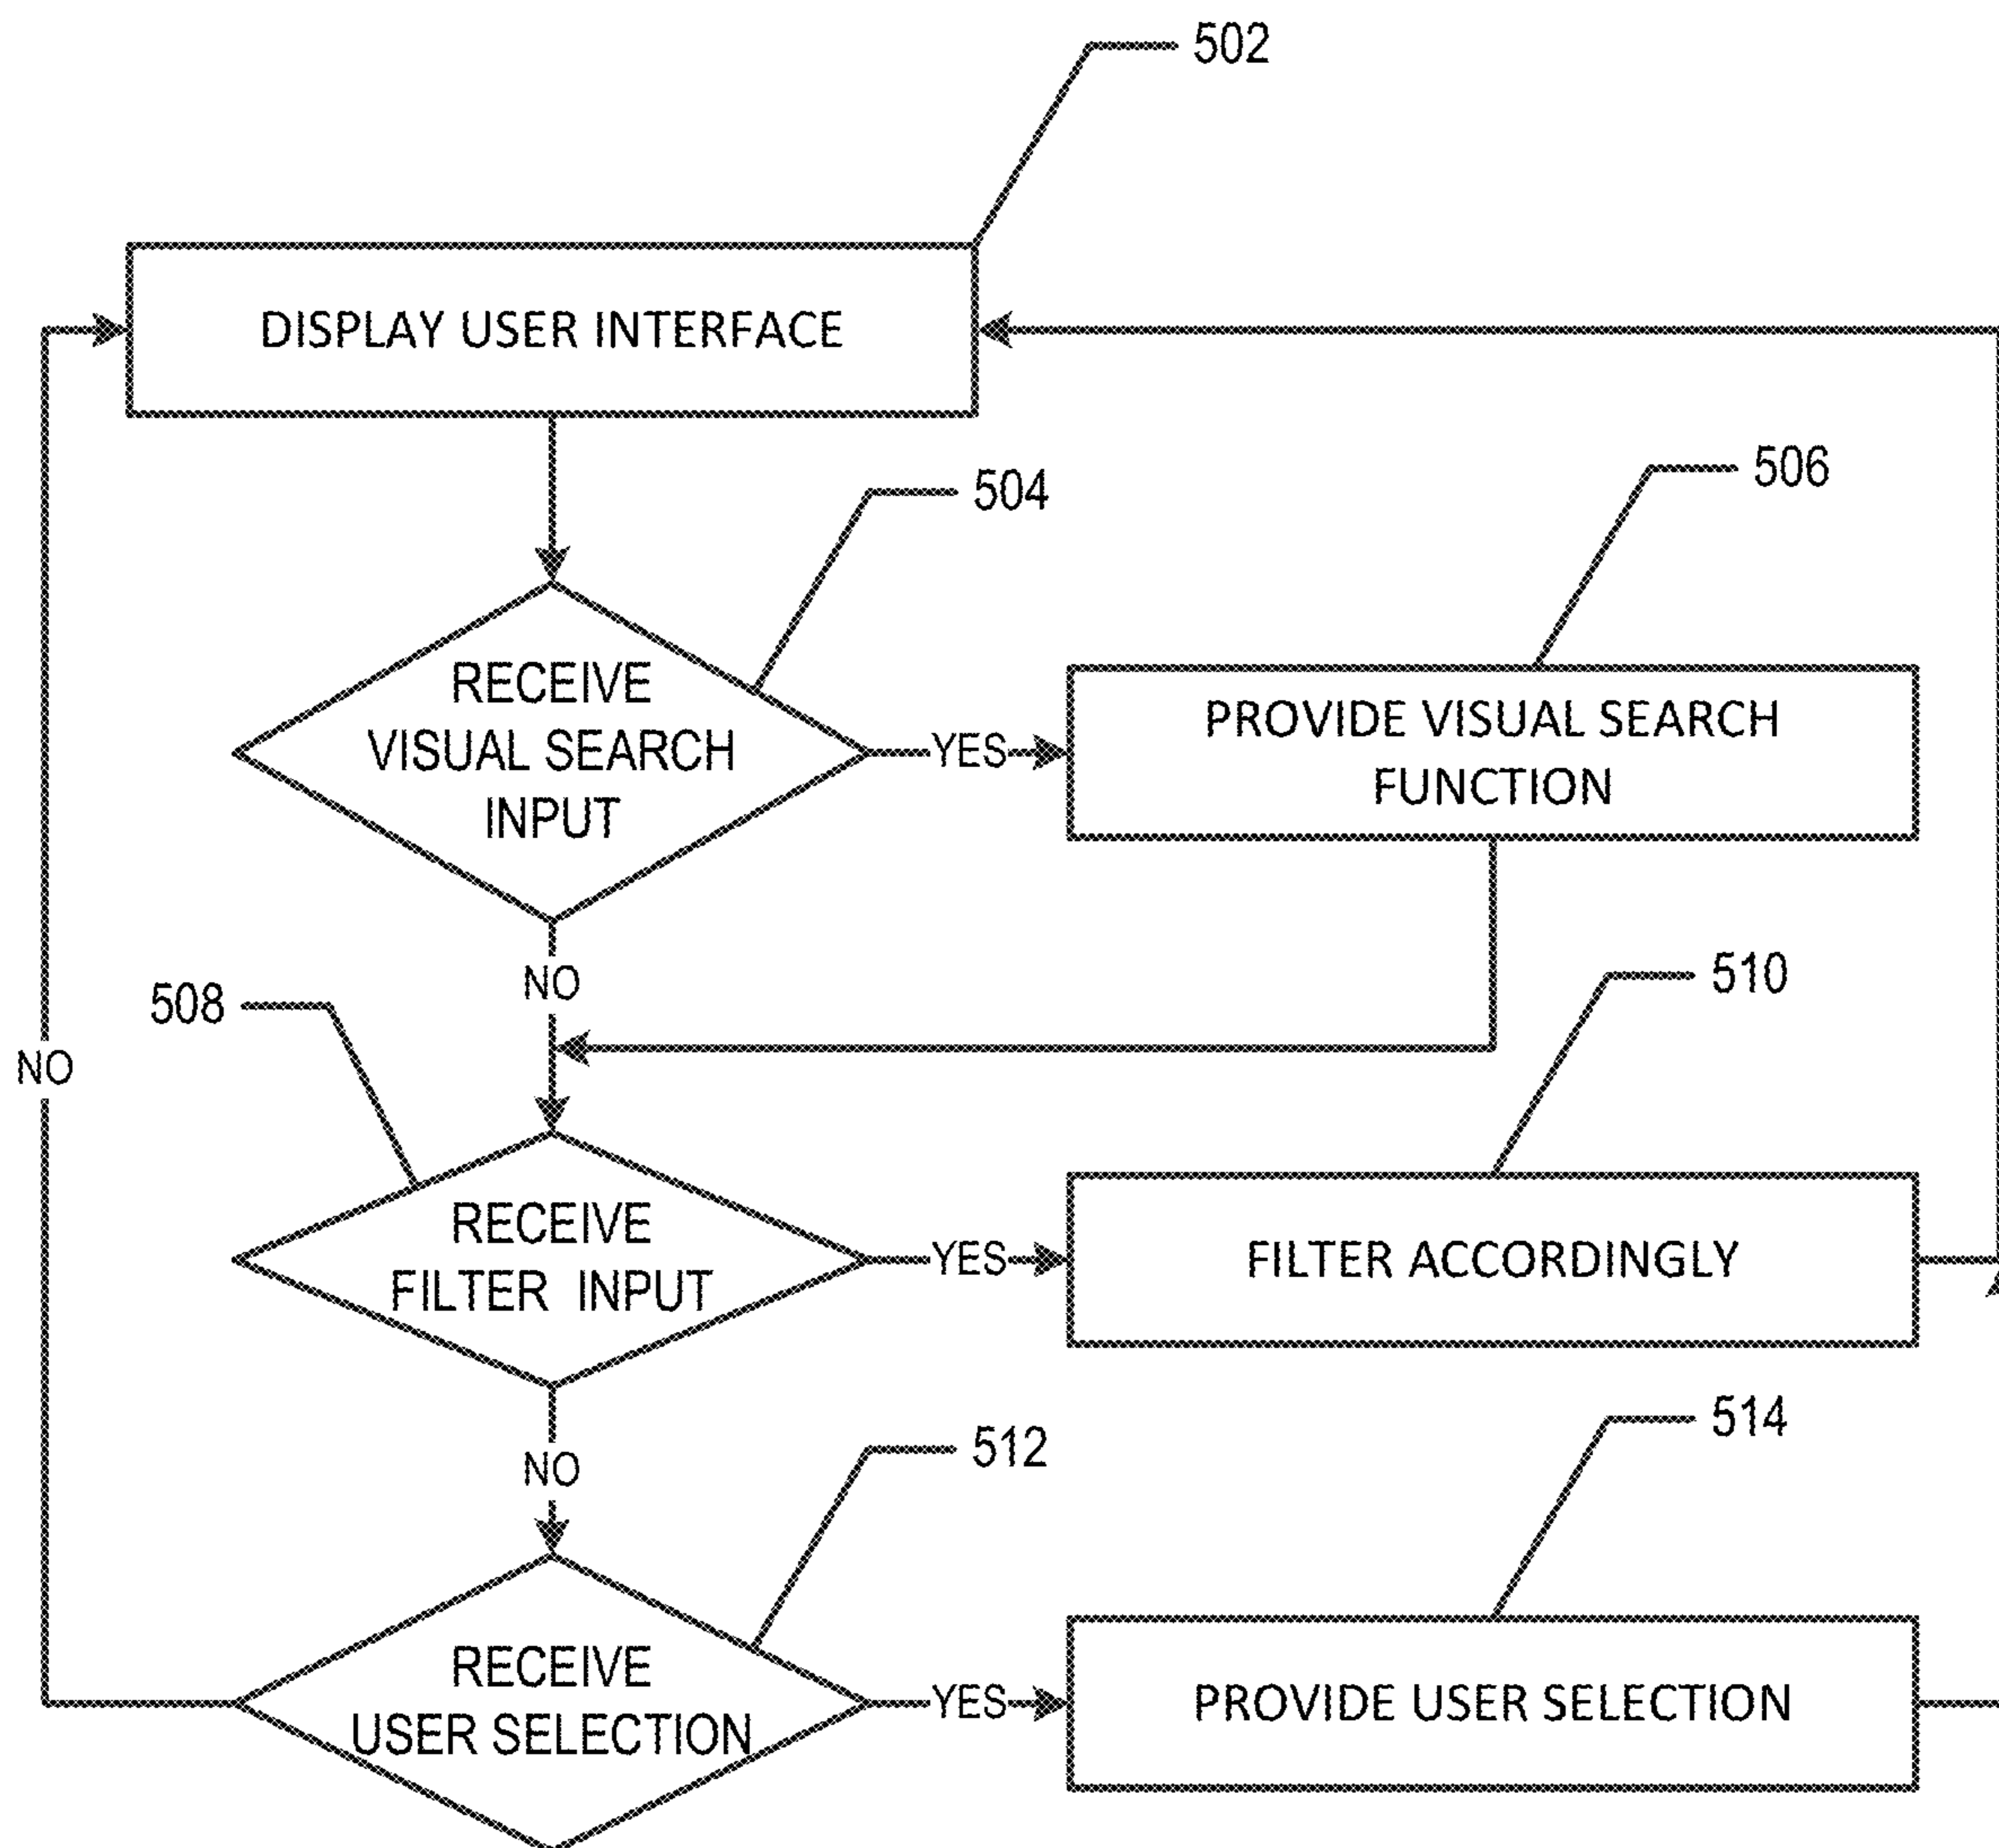 502
DISPLAY USER INTERFACE
504
506
RECEIVE
VISUAL SEARCH
INPUT
YES
PROVIDE VISUAL SEARCH
FUNCTION
NO
508
510
NO
RECEIVE
FILTER INPUT
YES
FILTER ACCORDINGLY
NO
512
514
RECEIVE
USER SELECTION
YES
PROVIDE USER SELECTION